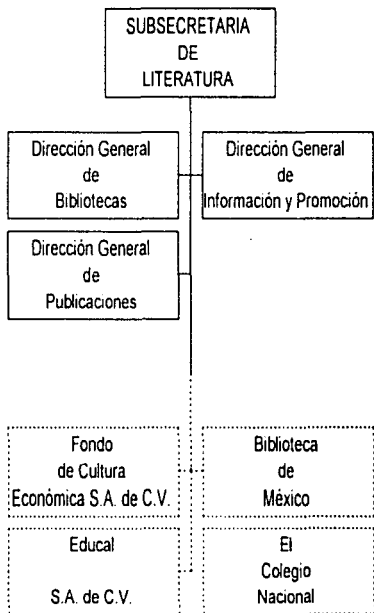 SUBSECRETARIA
DE
LITERATURA
Dirección General
de
Bibliotecas
Dirección General
de
Información y Promoción
Dirección General
de
Publicaciones
Fondo
de Cultura
Económica S.A. de C.V.
Biblioteca
de
México
Educal
S.A. de C.V.
El
Colegio
Nacional